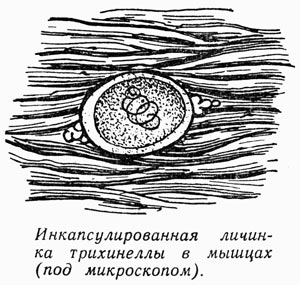 Инкапсулированная личин-
ка трихинеллы в мышцах
(под микроскопом).